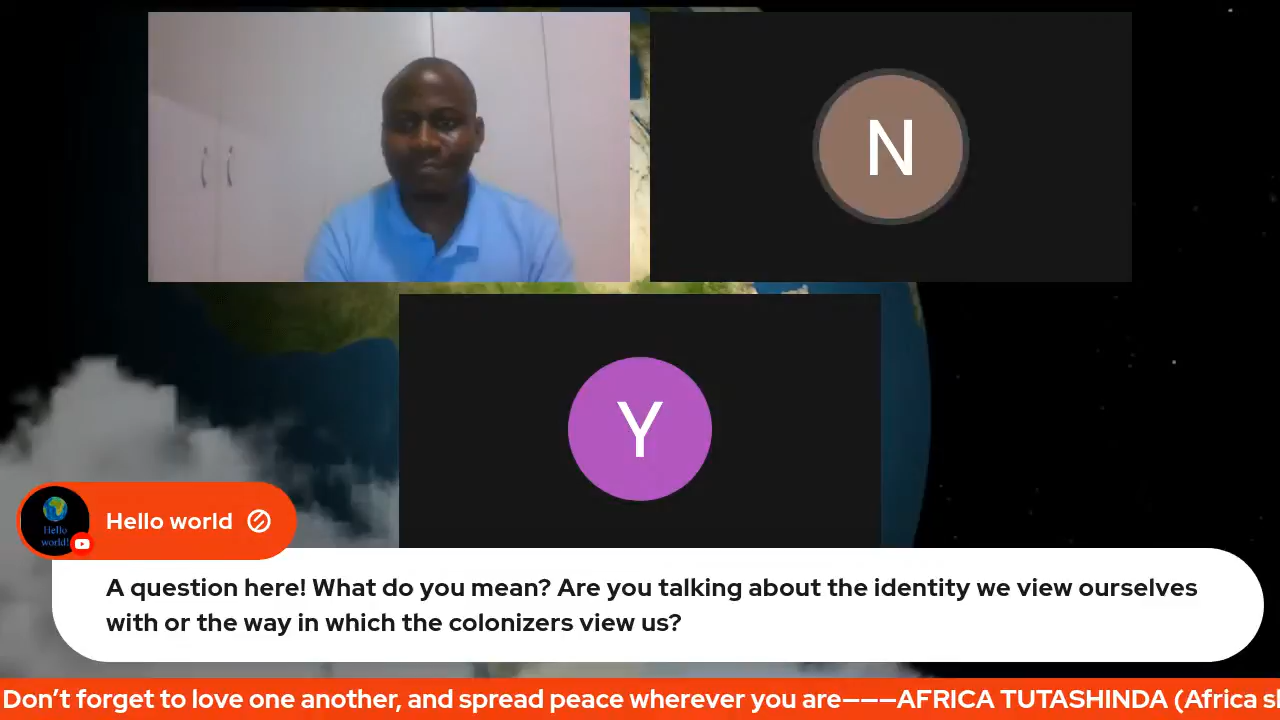 N
Y
Hello
world!
Hello world
A question here! What do you mean? Are you talking about the identity we view ourselves
with or the way in which the colonizers view us?
Don’t forget to love one another, and spread peace wherever you are———AFRICA TUTASHINDA (Africa